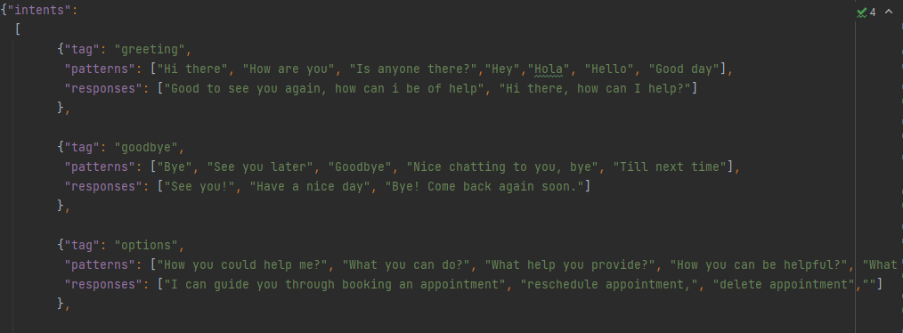 {"intents":
4
[
{"tag": "greeting",
"patterns": ["Hi there", "How are you", "Is anyone there?","Hey","Hola", "Hello", "Good day"],
"responses": ["Good to see you again, how can i be of help", "Hi there, how can I help?"]
},
{"tag": "goodbye",
"patterns": ["Bye", "See you later", "Goodbye", "Nice chatting to you, bye", "Till next time"],
"responses": ["See you!", "Have a nice day", "Bye! Come back again soon."]
},
{"tag": "options",
"patterns": ["How you could help me?", "What you can do?", "What help you provide?", "How you can be helpful?", "What
"responses": ["I can guide you through booking an appointment", "reschedule appointment,", "delete appointment",""]
},